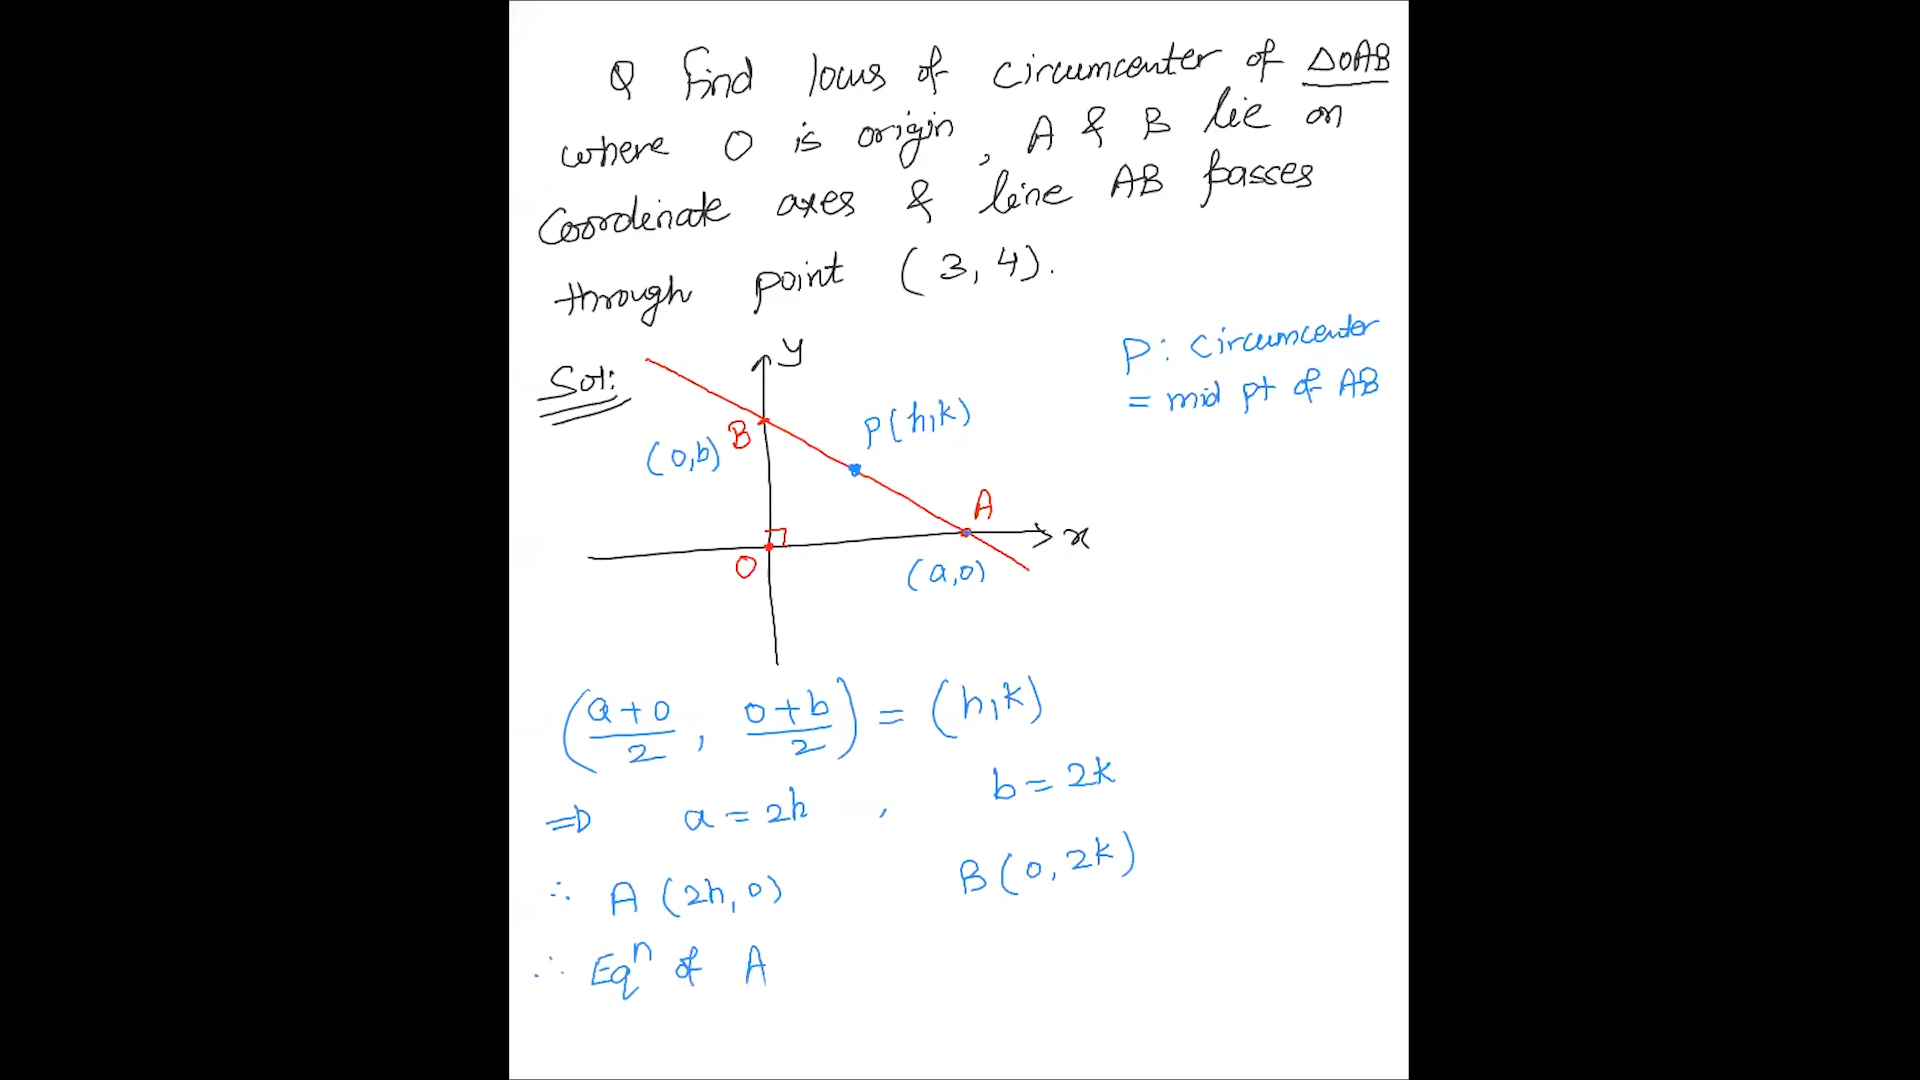 Q Find locus of circumcenter of ΔOAB
where O is origin, A & B lie on
Coordinate axes & line AB passes
through point (3,4).
Sol:
y
P: circumcenter
= mid pt of AB
P(h,k)
B
(0,b)
A
x
O
(a,0)
(a+0/2, 0+b/2) = (h,k)
⇒ a = 2h, b = 2k
∴ A (2h,0) B(0,2k)
∴ Eqⁿ of A